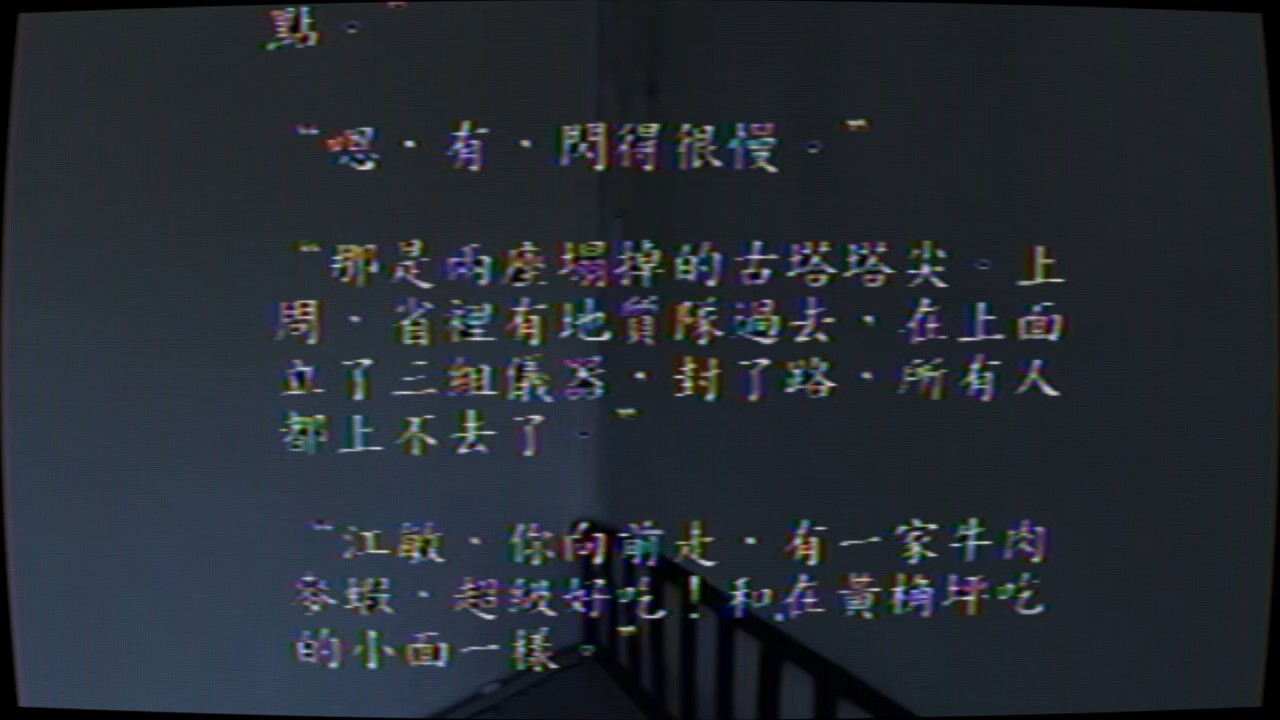 點。”
“嗯，有，閃得很慢。”
“那是兩座塌掉的古塔塔尖。上
周，省裡有地質隊過去，在上面
立了三組儀器，封了路，所有人
都上不去了。”
“江敏，你向前走，有一家牛肉
超級好吃！和在黃桷坪吃
的小面一樣。”